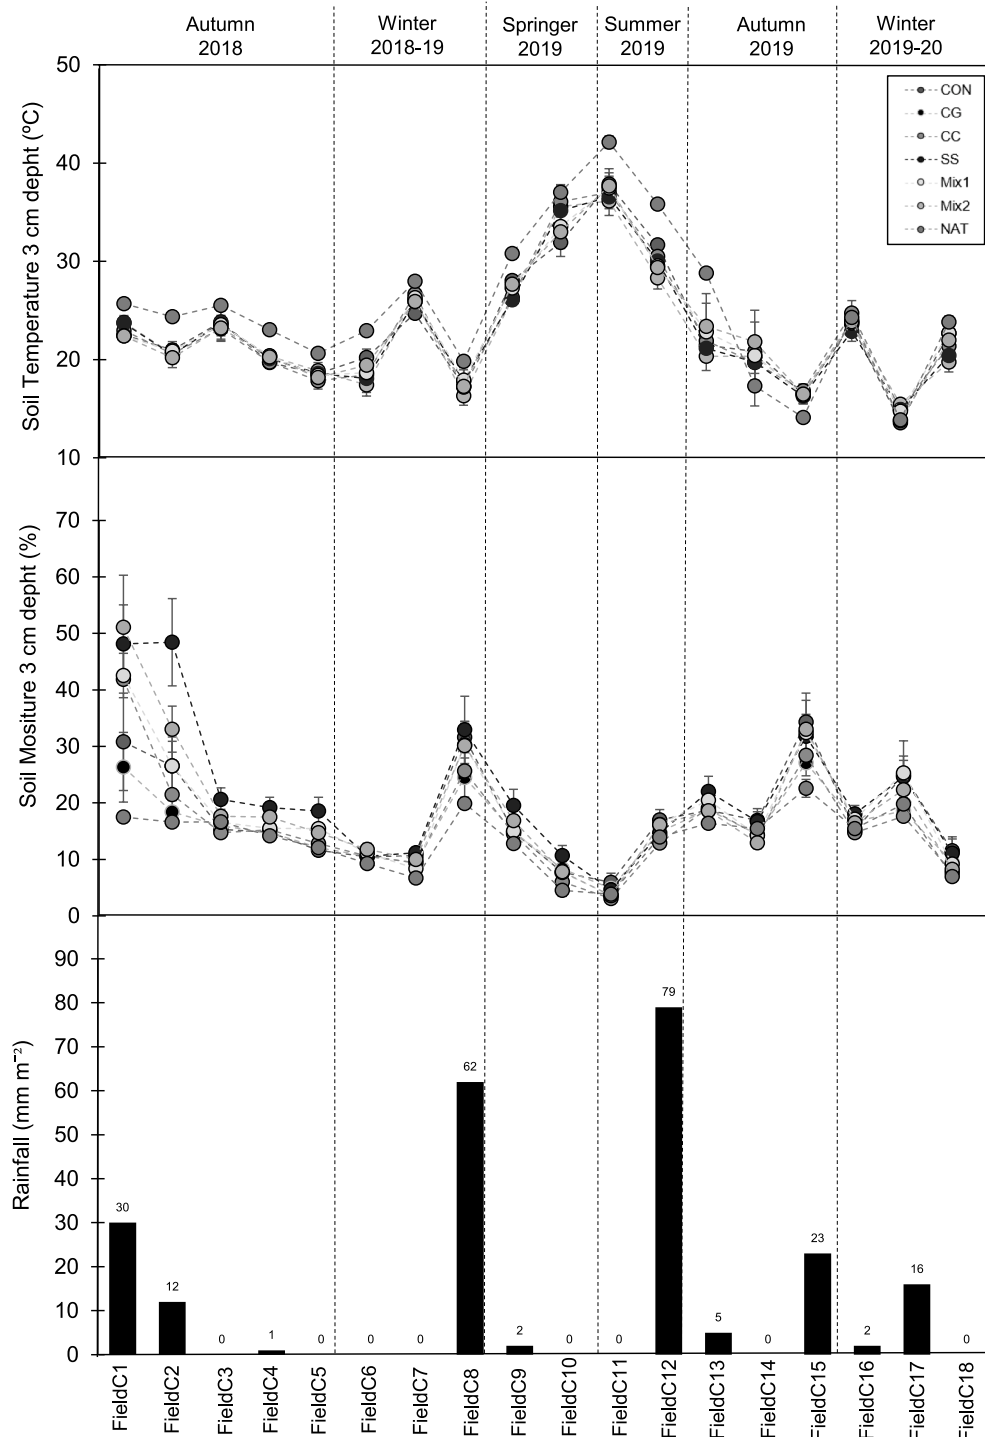 Autumn 2018
Winter 2018-19
Springer 2019
Summer 2019
Autumn 2019
Winter 2019-20
Soil Temperature 3 cm depht (ºC)
50
40
30
20
10
CON
CG
CC
SS
Mix1
Mix2
NAT
Soil Mositure 3 cm depht (%)
70
60
50
40
30
20
10
0
Rainfall (mm m⁻²)
90
80
70
60
50
40
30
20
10
0
30
12
0
1
0
0
0
62
2
0
0
79
5
0
23
2
16
0
FieldC1
FieldC2
FieldC3
FieldC4
FieldC5
FieldC6
FieldC7
FieldC8
FieldC9
FieldC10
FieldC11
FieldC12
FieldC13
FieldC14
FieldC15
FieldC16
FieldC17
FieldC18